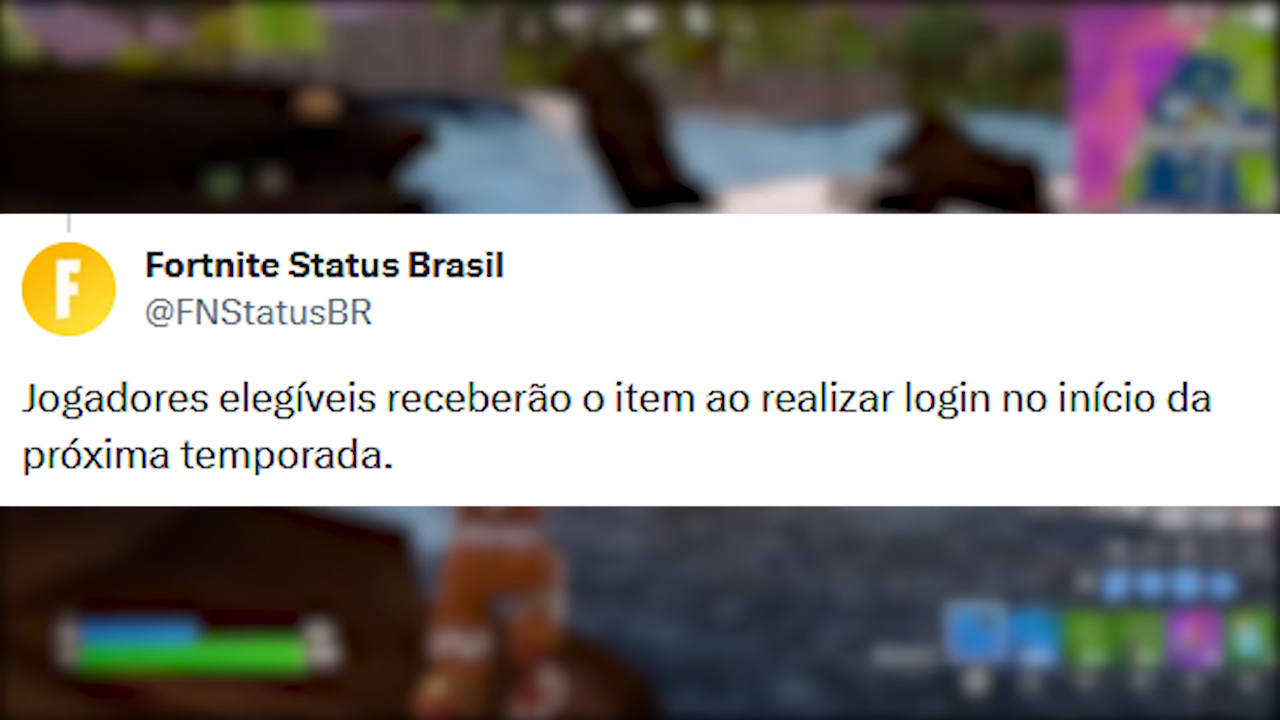 F
Fortnite Status Brasil
@FNStatusBR
Jogadores elegíveis receberão o item ao realizar login no início da
próxima temporada.